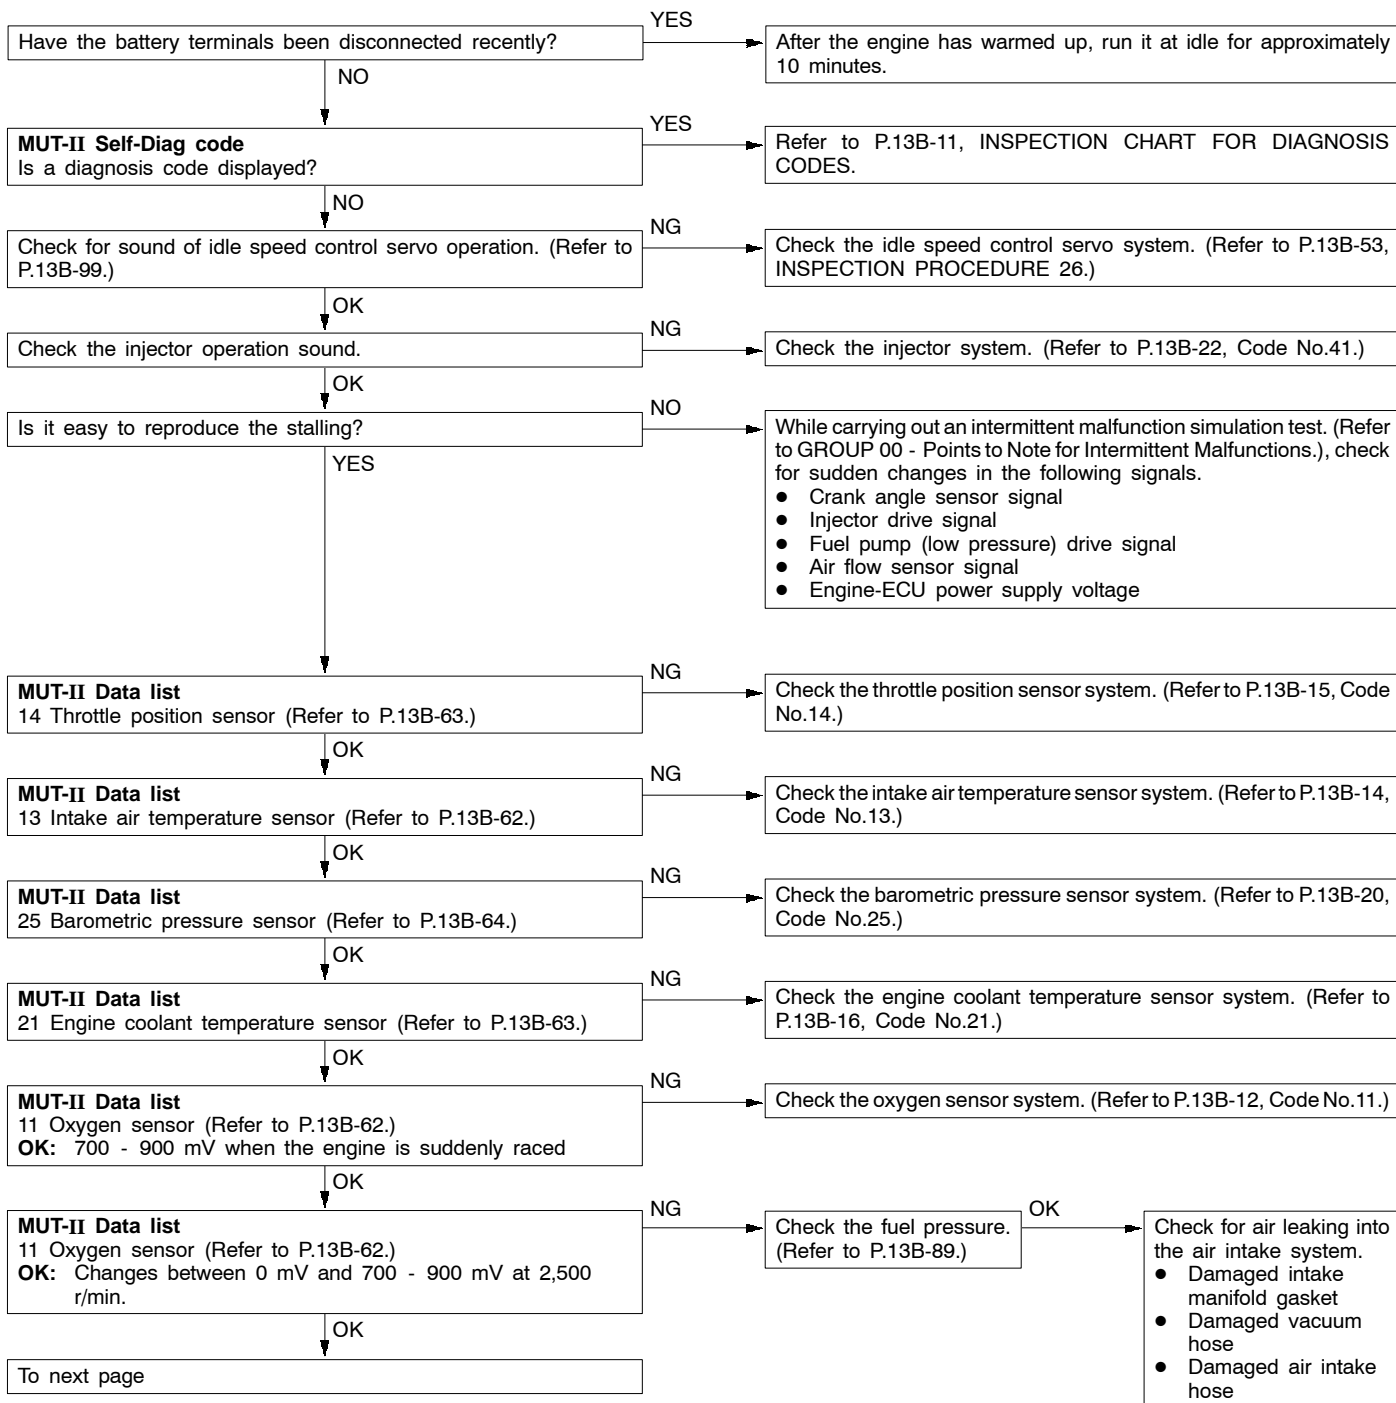 Have the battery terminals been disconnected recently?
YES
After the engine has warmed up, run it at idle for approximately
10 minutes.
NO
MUT-II Self-Diag code
Is a diagnosis code displayed?
YES
Refer to P.13B-11, INSPECTION CHART FOR DIAGNOSIS
CODES.
NO
Check for sound of idle speed control servo operation. (Refer to
P.13B-99.)
NG
Check the idle speed control servo system. (Refer to P.13B-53,
INSPECTION PROCEDURE 26.)
OK
Check the injector operation sound.
NG
Check the injector system. (Refer to P.13B-22, Code No.41.)
OK
Is it easy to reproduce the stalling?
NO
While carrying out an intermittent malfunction simulation test. (Refer
to GROUP 00 - Points to Note for Intermittent Malfunctions.), check
for sudden changes in the following signals.
● Crank angle sensor signal
● Injector drive signal
● Fuel pump (low pressure) drive signal
● Air flow sensor signal
● Engine-ECU power supply voltage
YES
MUT-II Data list
14 Throttle position sensor (Refer to P.13B-63.)
NG
Check the throttle position sensor system. (Refer to P.13B-15, Code
No.14.)
OK
MUT-II Data list
13 Intake air temperature sensor (Refer to P.13B-62.)
NG
Check the intake air temperature sensor system. (Refer to P.13B-14,
Code No.13.)
OK
MUT-II Data list
25 Barometric pressure sensor (Refer to P.13B-64.)
NG
Check the barometric pressure sensor system. (Refer to P.13B-20,
Code No.25.)
OK
MUT-II Data list
21 Engine coolant temperature sensor (Refer to P.13B-63.)
NG
Check the engine coolant temperature sensor system. (Refer to
P.13B-16, Code No.21.)
OK
MUT-II Data list
11 Oxygen sensor (Refer to P.13B-62.)
OK: 700 - 900 mV when the engine is suddenly raced
NG
Check the oxygen sensor system. (Refer to P.13B-12, Code No.11.)
OK
MUT-II Data list
11 Oxygen sensor (Refer to P.13B-62.)
OK: Changes between 0 mV and 700 - 900 mV at 2,500
r/min.
NG
Check the fuel pressure.
(Refer to P.13B-89.)
OK
Check for air leaking into
the air intake system.
● Damaged intake
manifold gasket
● Damaged vacuum
hose
● Damaged air intake
hose
OK
To next page